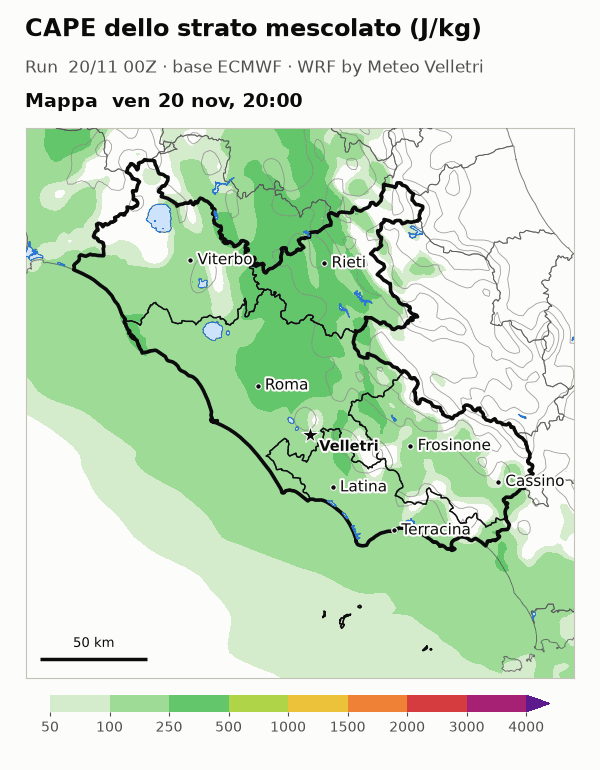 CAPE dello strato mescolato (J/kg)
Run  20/11 00Z · base ECMWF · WRF by Meteo Velletri
Mappa  ven 20 nov, 20:00
Viterbo
Rieti
Roma
Velletri
Frosinone
Cassino
Latina
Terracina
50 km
50 100 250 500 1000 1500 2000 3000 4000